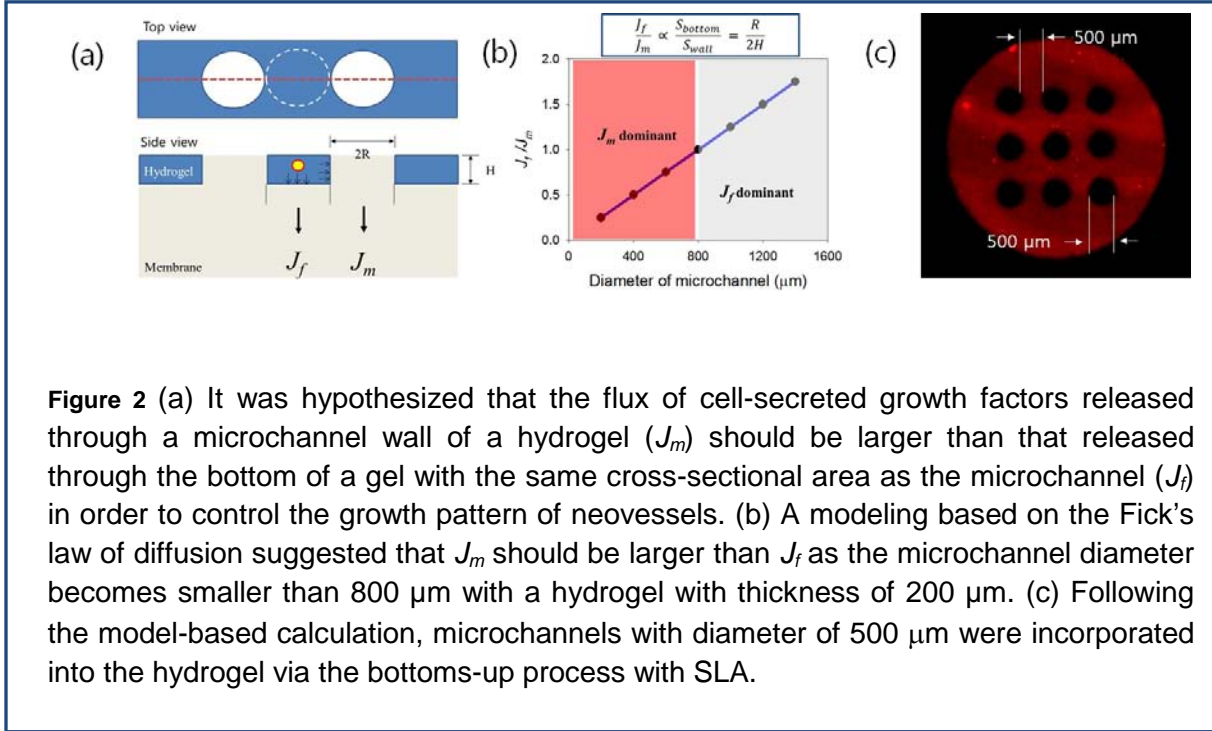 (a)
Top view
Side view
Hydrogel
2R
H
Membrane
J_f
J_m
(b)
J_f/J_m ∝ S_bottom/S_wall = R/2H
2.0
1.5
1.0
0.5
0.0
J_f/J_m
J_m dominant
J_f dominant
0 400 800 1200 1600
Diameter of microchannel (μm)
(c)
500 μm
500 μm
Figure 2 (a) It was hypothesized that the flux of cell-secreted growth factors released
through a microchannel wall of a hydrogel (Jm) should be larger than that released
through the bottom of a gel with the same cross-sectional area as the microchannel (Jf)
in order to control the growth pattern of neovessels. (b) A modeling based on the Fick's
law of diffusion suggested that Jm should be larger than Jf as the microchannel diameter
becomes smaller than 800 μm with a hydrogel with thickness of 200 μm. (c) Following
the model-based calculation, microchannels with diameter of 500 μm were incorporated
into the hydrogel via the bottoms-up process with SLA.